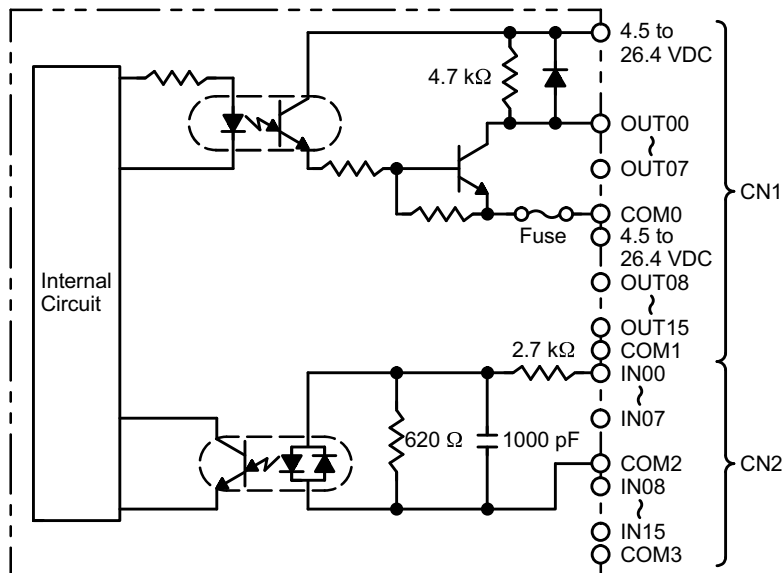 4.5 to
26.4 VDC
4.7 kΩ
OUT00
~
OUT07
CN1
COM0
Fuse
4.5 to
26.4 VDC
Internal
Circuit
OUT08
~
OUT15
2.7 kΩ
COM1
IN00
~
IN07
620 Ω
1000 pF
COM2
CN2
IN08
~
IN15
COM3